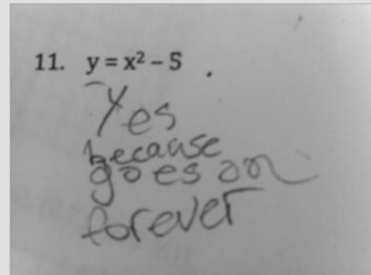 11. y = x² – 5 .
Yes
because
goes on
forever